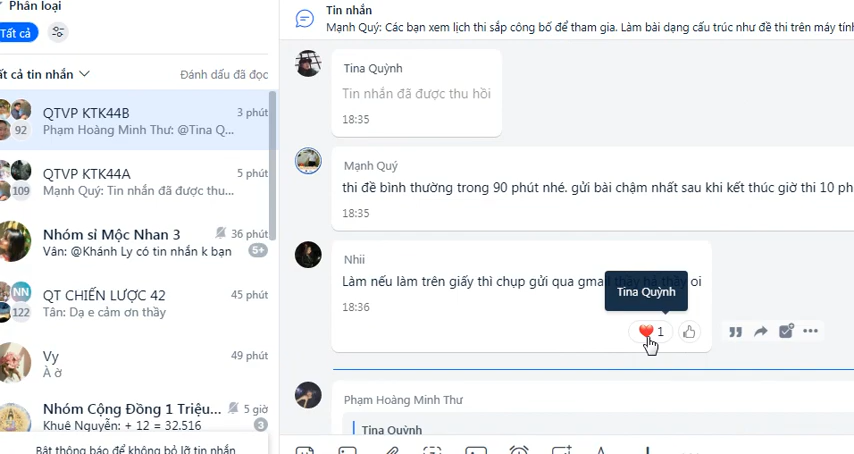 Phân loại
Tất cả
ất cả tin nhắn
Đánh dấu đã đọc
QTVP KTK44B
3 phút
92
Phạm Hoàng Minh Thư: @Tina Q...
QTVP KTK44A
5 phút
109
Mạnh Quý: Tin nhắn đã được thu...
Nhóm sỉ Mộc Nhan 3
36 phút
Vân: @Khánh Ly có tin nhắn k bạn
5+
NN
QT CHIẾN LƯỢC 42
45 phút
122
Tân: Dạ e cảm ơn thầy
Vy
49 phút
À ờ
Nhóm Cộng Đồng 1 Triệu...
5 giờ
Khuê Nguyễn: + 12 = 32.516
3
Bật thông báo để không bỏ lỡ tin nhắn
Tin nhắn
Mạnh Quý: Các bạn xem lịch thi sắp công bố để tham gia. Làm bài dạng cấu trúc như đề thi trên máy tính
Tina Quỳnh
Tin nhắn đã được thu hồi
18:35
Mạnh Quý
thi đề bình thường trong 90 phút nhé. gửi bài chậm nhất sau khi kết thúc giờ thi 10 ph
18:35
Nhii
Làm nếu làm trên giấy thì chụp gửi qua gmail thầy hả thầy oi
Tina Quỳnh
18:36
1
Phạm Hoàng Minh Thư
Tina Quỳnh